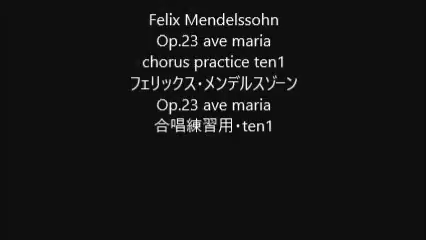 Felix Mendelssohn
Op.23 ave maria
chorus practice ten1
フェリックス・メンデルスゾーン
Op.23 ave maria
合唱練習用・ten1